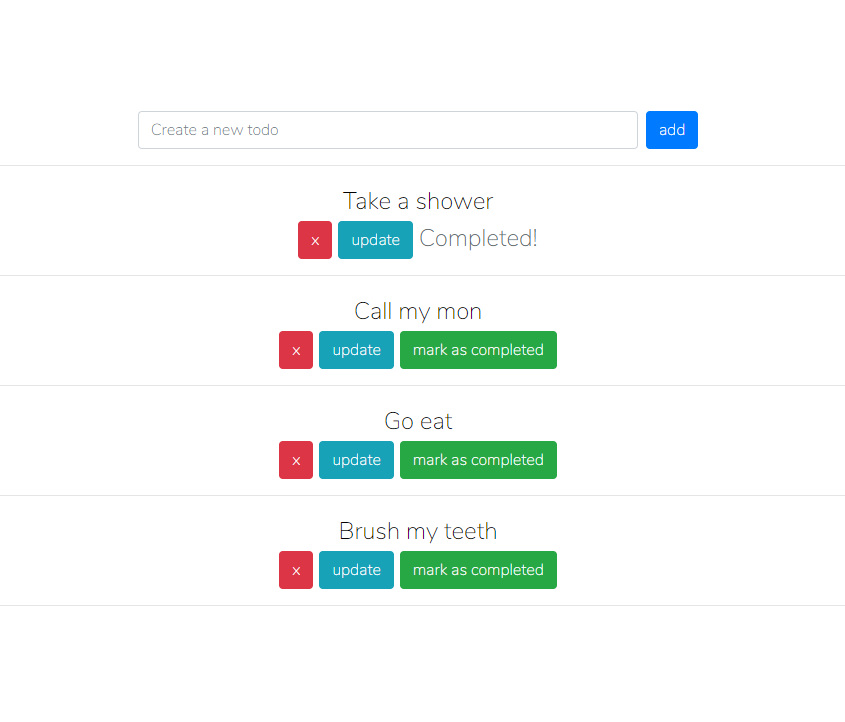 Create a new todo add
Take a shower
x update Completed!
Call my mon
x update mark as completed
Go eat
x update mark as completed
Brush my teeth
x update mark as completed